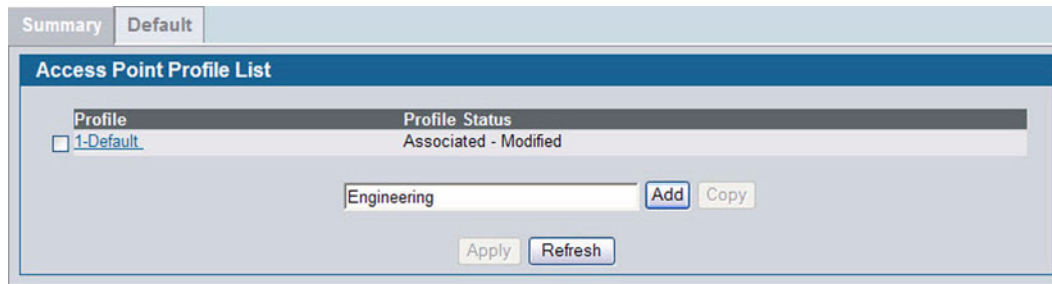 Summary Default
Access Point Profile List
Profile Profile Status
1-Default Associated - Modified
Engineering Add Copy
Apply Refresh